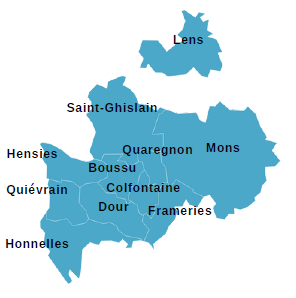 Lens
Saint-Ghislain
Hensies
Quaregnon
Mons
Boussu
Quiévrain
Colfontaine
Dour
Frameries
Honnelles